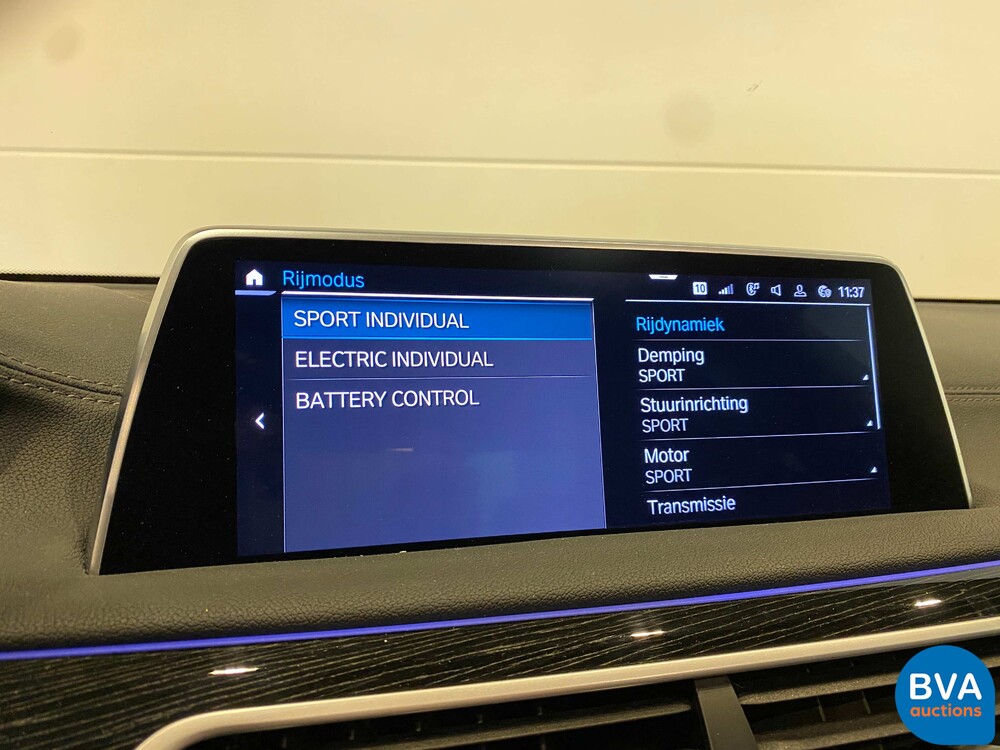 Rijmodus
10
11:37
SPORT INDIVIDUAL
ELECTRIC INDIVIDUAL
BATTERY CONTROL
Rijdynamiek
Demping
SPORT
Stuurinrichting
SPORT
Motor
SPORT
Transmissie
BVA
auctions